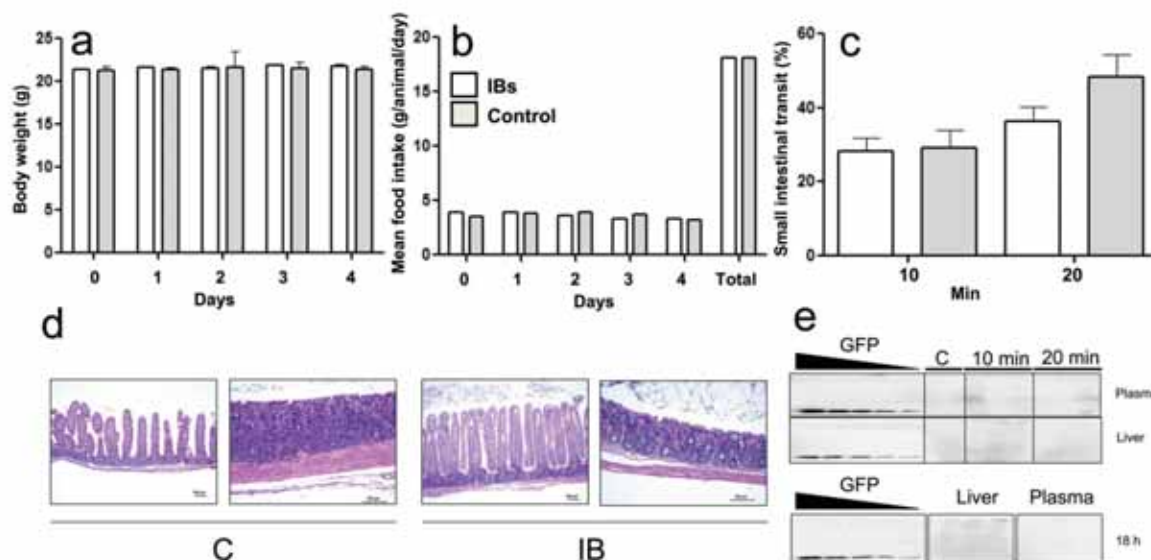 a
Body weight (g)
25
20
15
10
5
0
0 1 2 3 4
Days
b
Mean food intake (g/animal/day)
20
15
10
5
0
IBs
Control
0 1 2 3 4 Total
Days
c
Small intestinal transit (%)
60
40
20
0
10 20
Min
d
C IB
e
GFP C 10 min 20 min
Plasm
Liver
GFP Liver Plasma
18 h